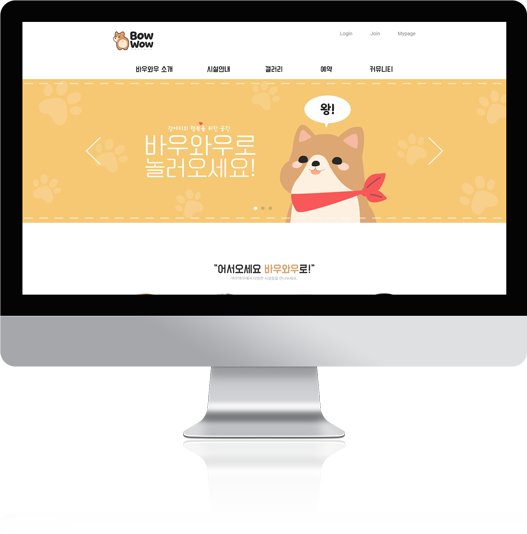 Bow
Wow
Login Join Mypage
바우와우 소개 시설안내 갤러리 예약 커뮤니티
강아지의 행복을 위한 공간
바우와우로
놀러오세요!
왕!
"어서오세요 바우와우로!"